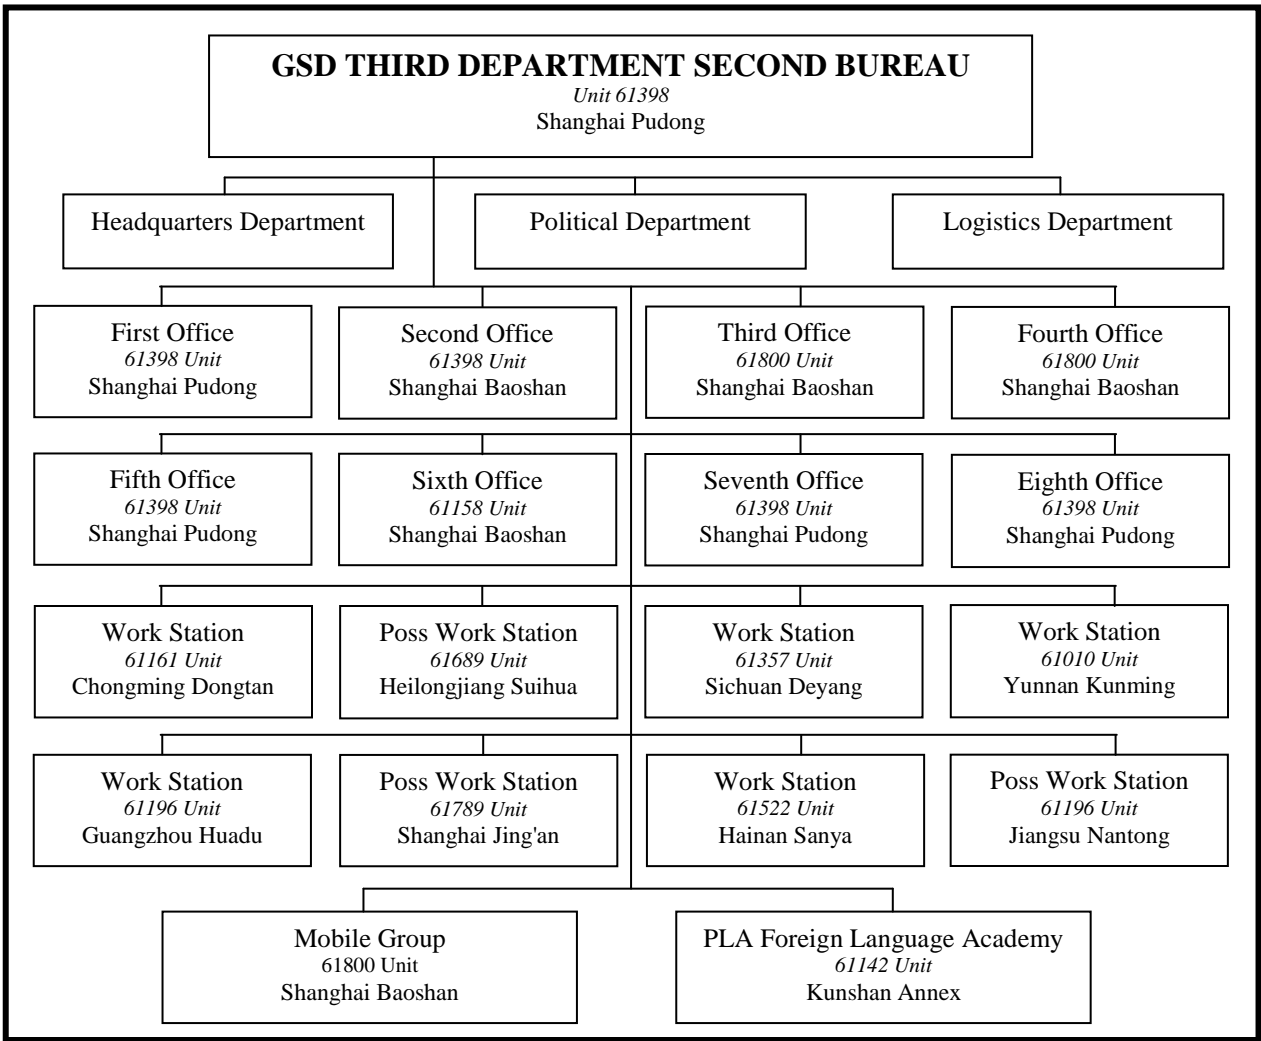 GSD THIRD DEPARTMENT SECOND BUREAU
Unit 61398
Shanghai Pudong
Headquarters Department
Political Department
Logistics Department
First Office
61398 Unit
Shanghai Pudong
Second Office
61398 Unit
Shanghai Baoshan
Third Office
61800 Unit
Shanghai Baoshan
Fourth Office
61800 Unit
Shanghai Baoshan
Fifth Office
61398 Unit
Shanghai Pudong
Sixth Office
61158 Unit
Shanghai Baoshan
Seventh Office
61398 Unit
Shanghai Pudong
Eighth Office
61398 Unit
Shanghai Pudong
Work Station
61161 Unit
Chongming Dongtan
Poss Work Station
61689 Unit
Heilongjiang Suihua
Work Station
61357 Unit
Sichuan Deyang
Work Station
61010 Unit
Yunnan Kunming
Work Station
61196 Unit
Guangzhou Huadu
Poss Work Station
61789 Unit
Shanghai Jing'an
Work Station
61522 Unit
Hainan Sanya
Poss Work Station
61196 Unit
Jiangsu Nantong
Mobile Group
61800 Unit
Shanghai Baoshan
PLA Foreign Language Academy
61142 Unit
Kunshan Annex